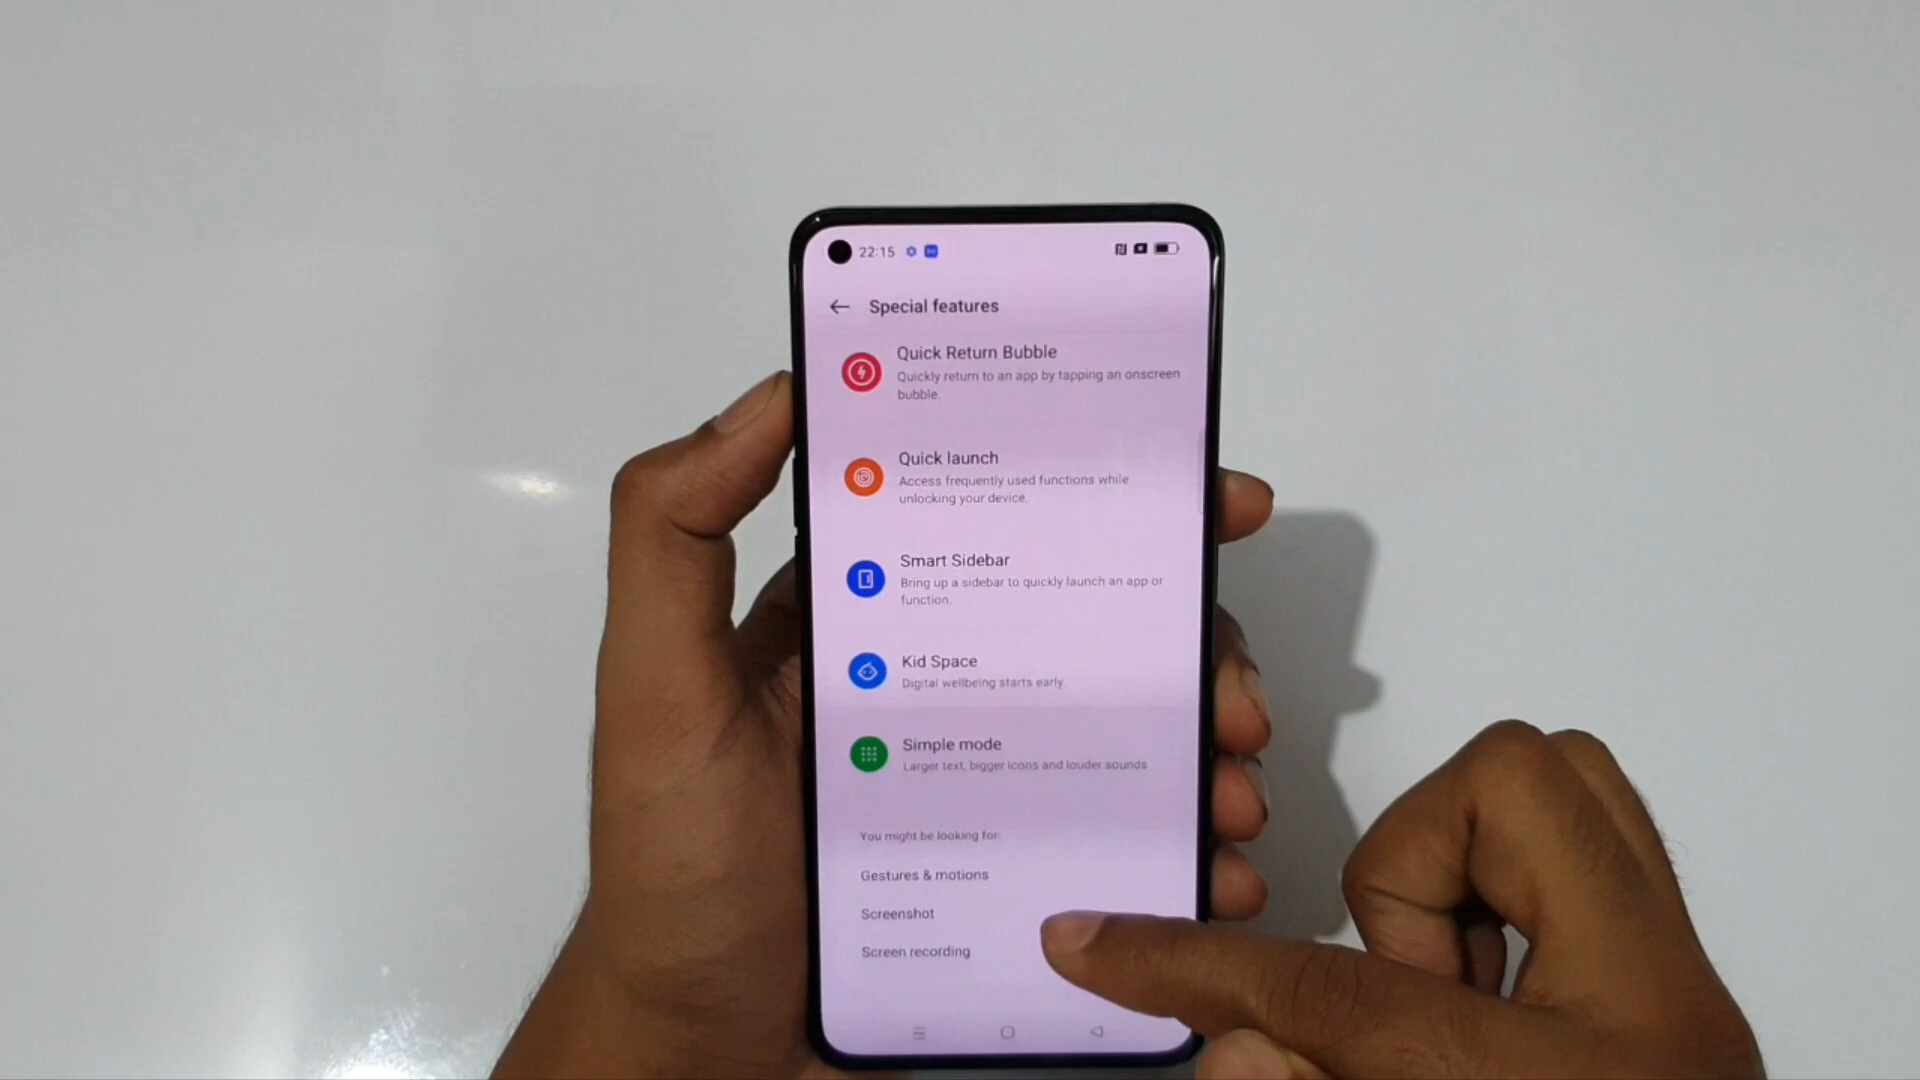 22:15
Special features
Quick Return Bubble
Quickly return to an app by tapping an onscreen
bubble.
Quick launch
Access frequently used functions while
unlocking your device.
Smart Sidebar
Bring up a sidebar to quickly launch an app or
function.
Kid Space
Digital wellbeing starts early.
Simple mode
Larger text, bigger icons and louder sounds
You might be looking for:
Gestures & motions
Screenshot
Screen recording